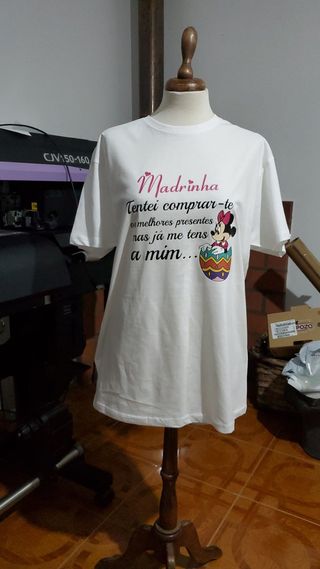 CJV150-160
Madrinha
Tentei comprar-te
os melhores presentes
mas já me tens
a mim...
POZO